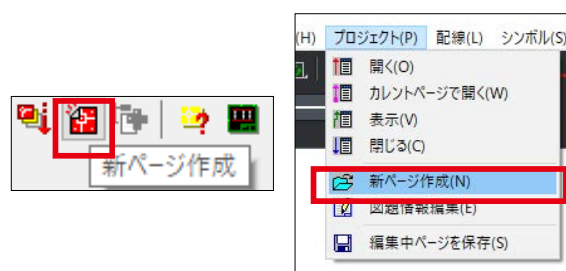 新ページ作成
(H) プロジェクト(P) 配線(L) シンボル(S)
開く(O)
カレントページで開く(W)
表示(V)
閉じる(C)
新ページ作成(N)
図題情報編集(E)
編集中ページを保存(S)